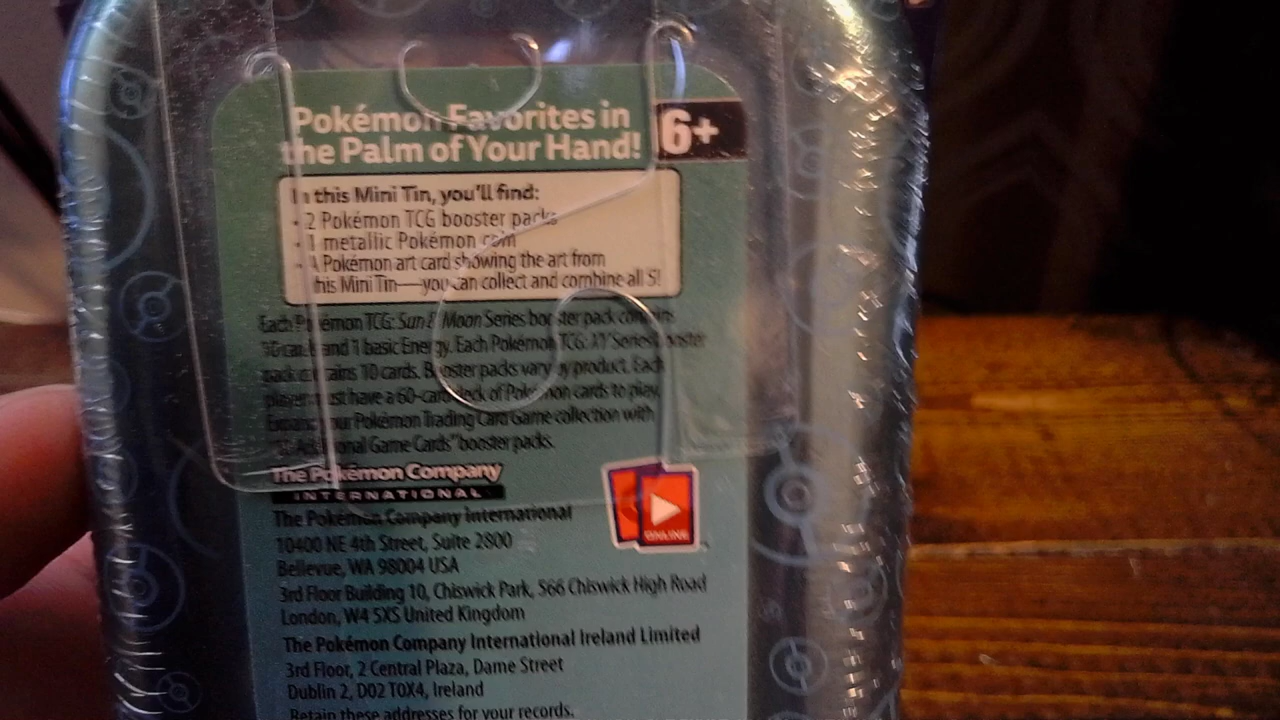 Pokémon Favorites in
the Palm of Your Hand!
6+
In this Mini Tin, you'll find:
- 2 Pokémon TCG booster packs
- 1 metallic Pokémon coin
- A Pokémon art card showing the art from
this Mini Tin—you can collect and combine all 5!
Each Pokémon TCG: Sun & Moon Series booster pack contains
10 cards and 1 basic Energy. Each Pokémon TCG: XY Series booster
pack contains 10 cards. Booster packs vary by product. Each
player must have a 60-card deck of Pokémon cards to play.
Expand your Pokémon Trading Card Game collection with
Additional Game Cards" booster packs.
The Pokémon Company
INTERNATIONAL
ONLINE
The Pokémon Company International
10400 NE 4th Street, Suite 2800
Bellevue, WA 98004 USA
3rd Floor Building 10, Chiswick Park, 566 Chiswick High Road
London, W4 5XS United Kingdom
The Pokémon Company International Ireland Limited
3rd Floor, 2 Central Plaza, Dame Street
Dublin 2, D02 T0X4, Ireland
Retain these addresses for your records.